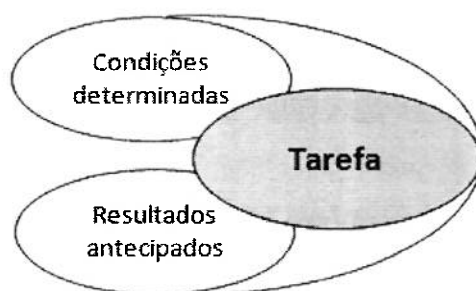 Condições
determinadas
Tarefa
Resultados
antecipados